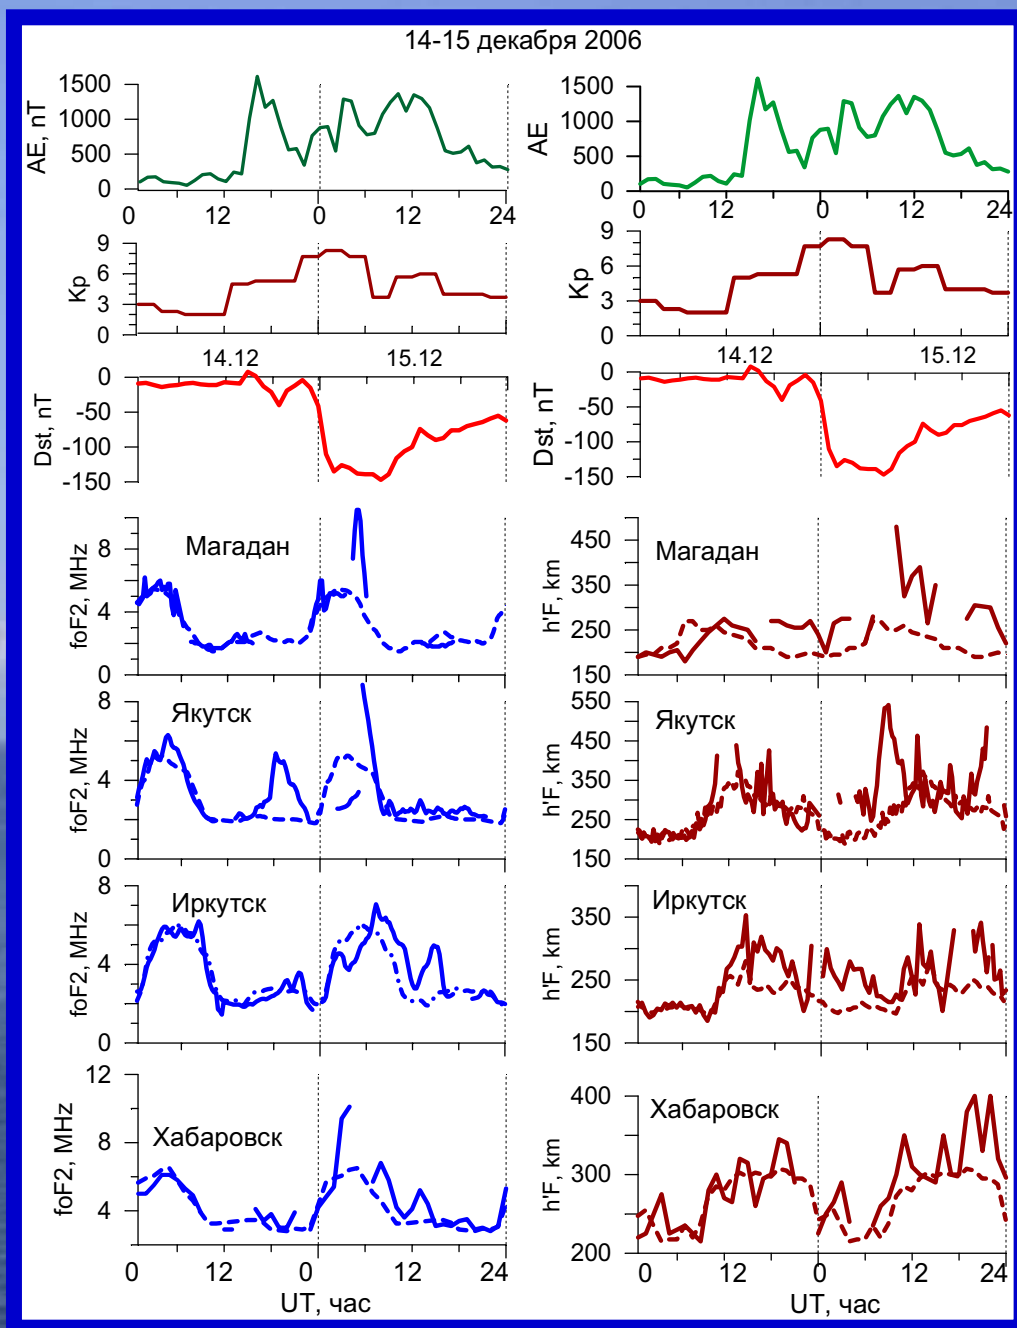 14-15 декабря 2006
AE, nT
1500
1000
500
0
0 12 0 12 24
AE
1500
1000
500
0
0 12 0 12 24
Kp
9
6
3
0
14.12 15.12
Kp
9
6
3
0
14.12 15.12
Dst, nT
0
-50
-100
-150
Dst, nT
0
-50
-100
-150
foF2, MHz
8
4
0
Магадан
h'F, km
450
350
250
150
Магадан
foF2, MHz
8
4
0
Якутск
h'F, km
550
450
350
250
150
Якутск
foF2, MHz
8
4
0
Иркутск
h'F, km
350
250
150
Иркутск
foF2, MHz
12
8
4
Хабаровск
0 12 0 12 24
UT, час
h'F, km
400
300
200
Хабаровск
0 12 0 12 24
UT, час